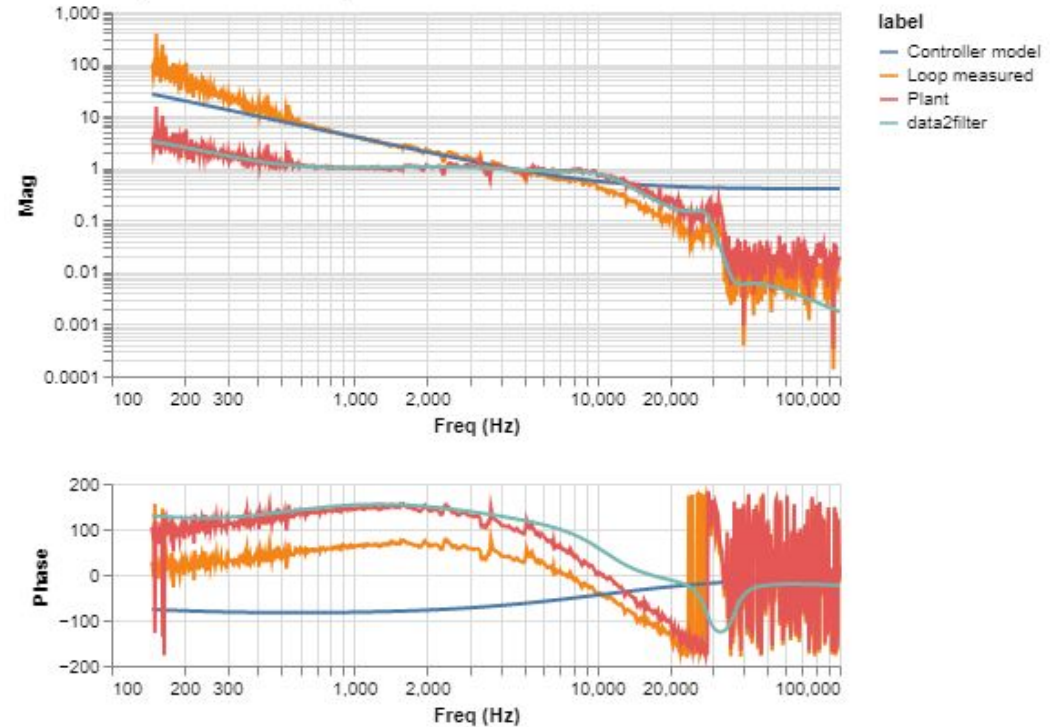 1,000
100
10
1
0.1
0.01
0.001
0.0001
Mag
100 200 300 1,000 2,000 10,000 20,000 100,000
Freq (Hz)
label
Controller model
Loop measured
Plant
data2filter
200
100
0
−100
−200
Phase
100 200 300 1,000 2,000 10,000 20,000 100,000
Freq (Hz)